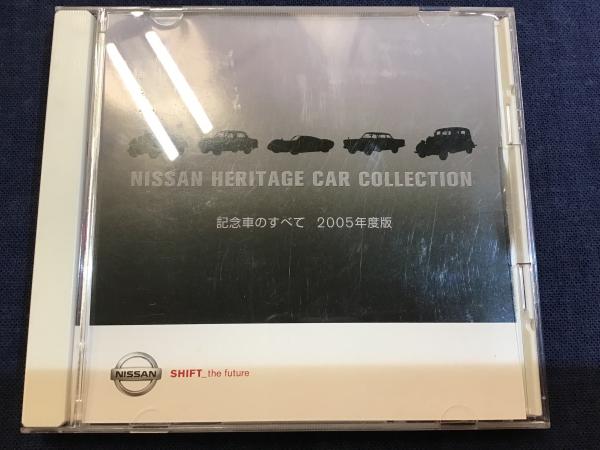 NISSAN HERITAGE CAR COLLECTION
記念車のすべて 2005年度版
NISSAN SHIFT_the future